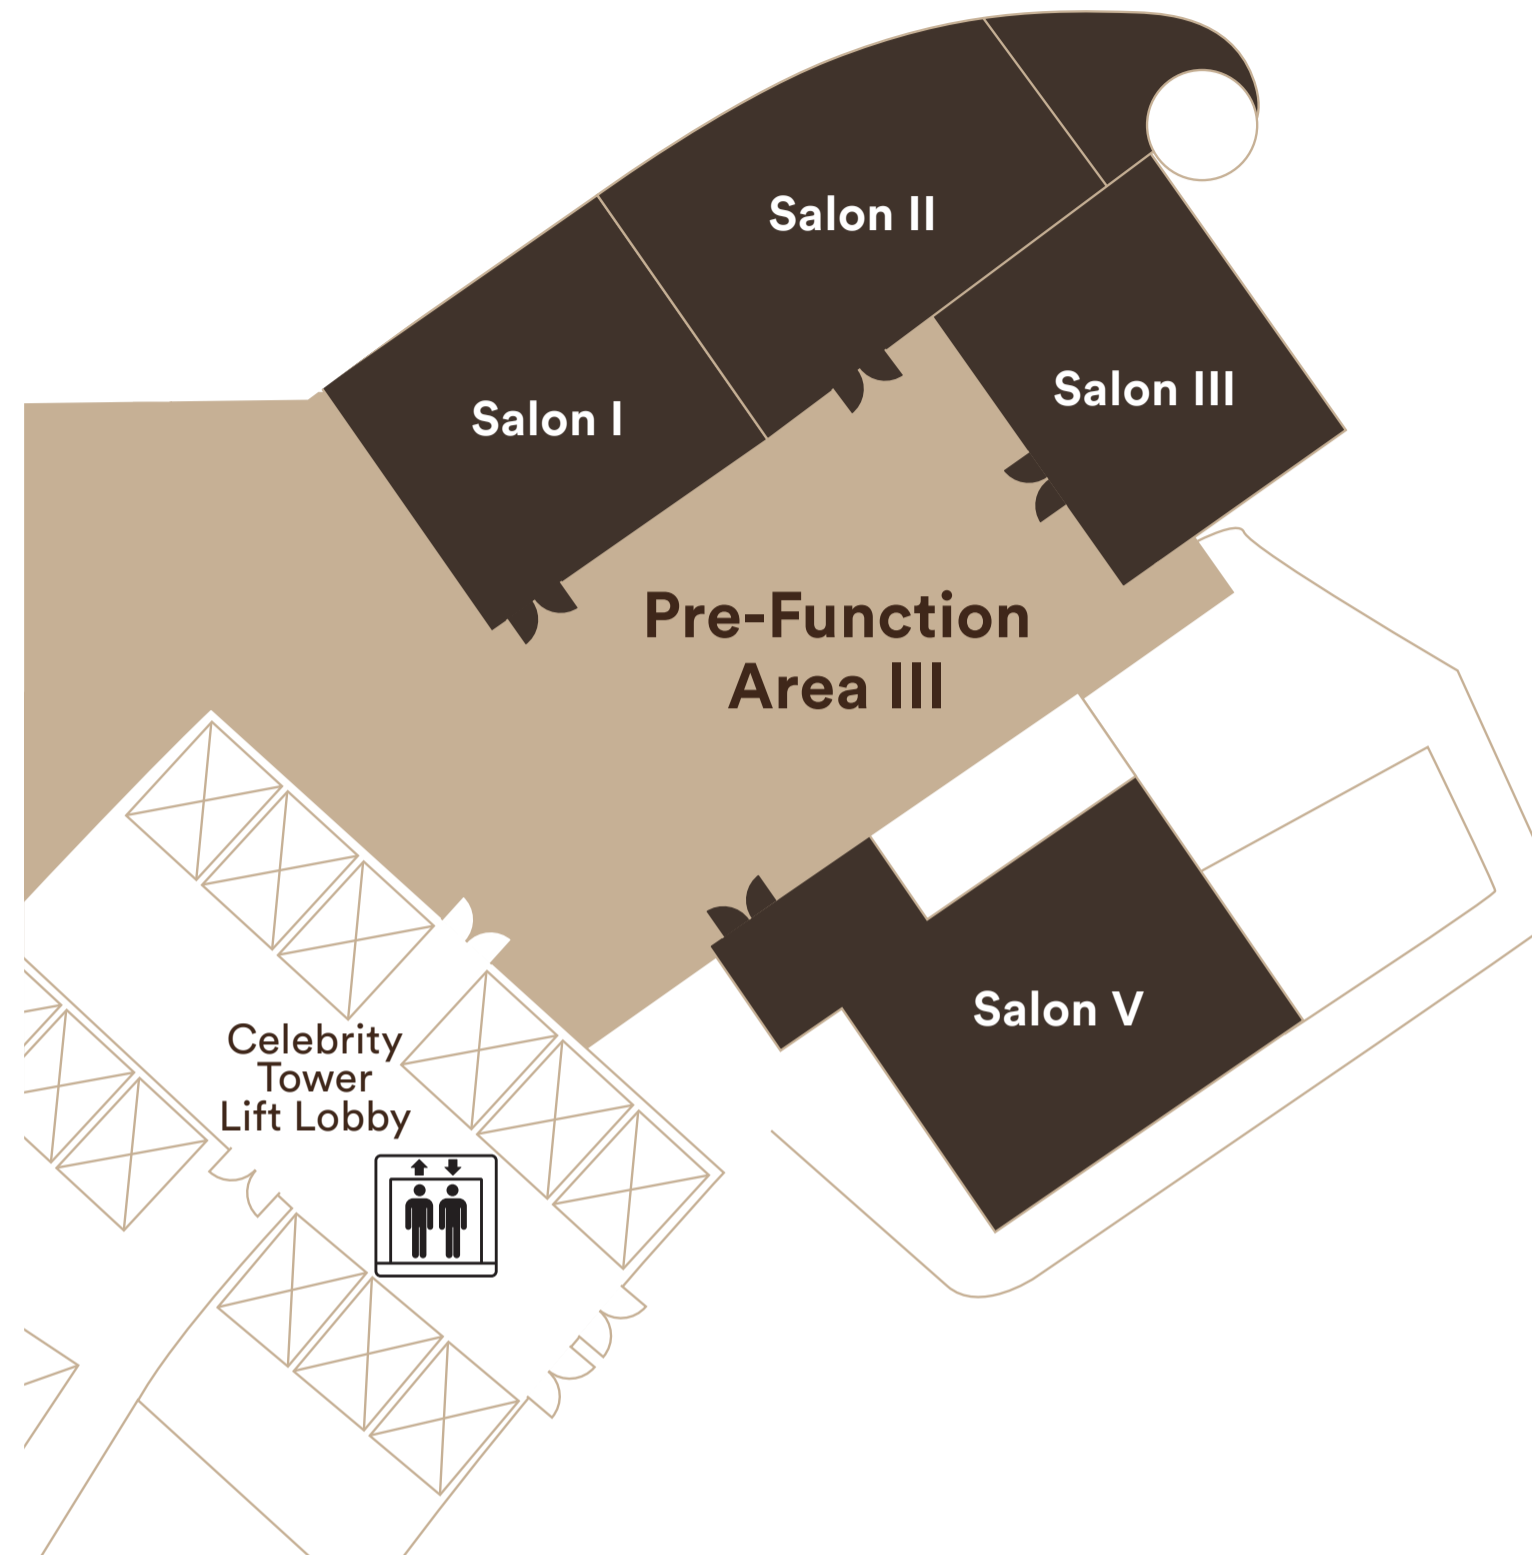 Salon II
Salon III
Salon I
Pre-Function
Area III
Salon V
Celebrity
Tower
Lift Lobby